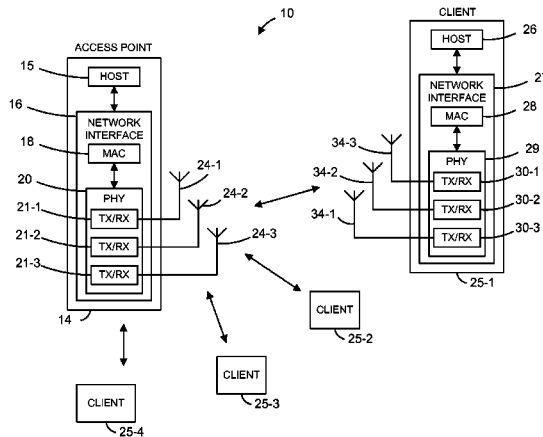 10
ACCESS POINT
15
HOST
16
NETWORK
INTERFACE
18
MAC
20
PHY
21-1
TX/RX
21-2
TX/RX
21-3
TX/RX
24-1
24-2
24-3
14
CLIENT
HOST
26
NETWORK
INTERFACE
MAC
28
PHY
29
34-3
34-2
34-1
TX/RX
30-1
TX/RX
30-2
TX/RX
30-3
25-1
CLIENT
25-2
CLIENT
25-3
CLIENT
25-4